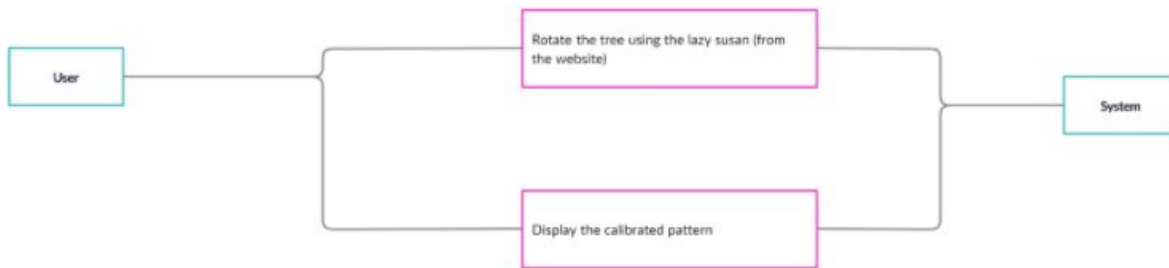 User
Rotate the tree using the lazy susan (from
the website)
System
Display the calibrated pattern